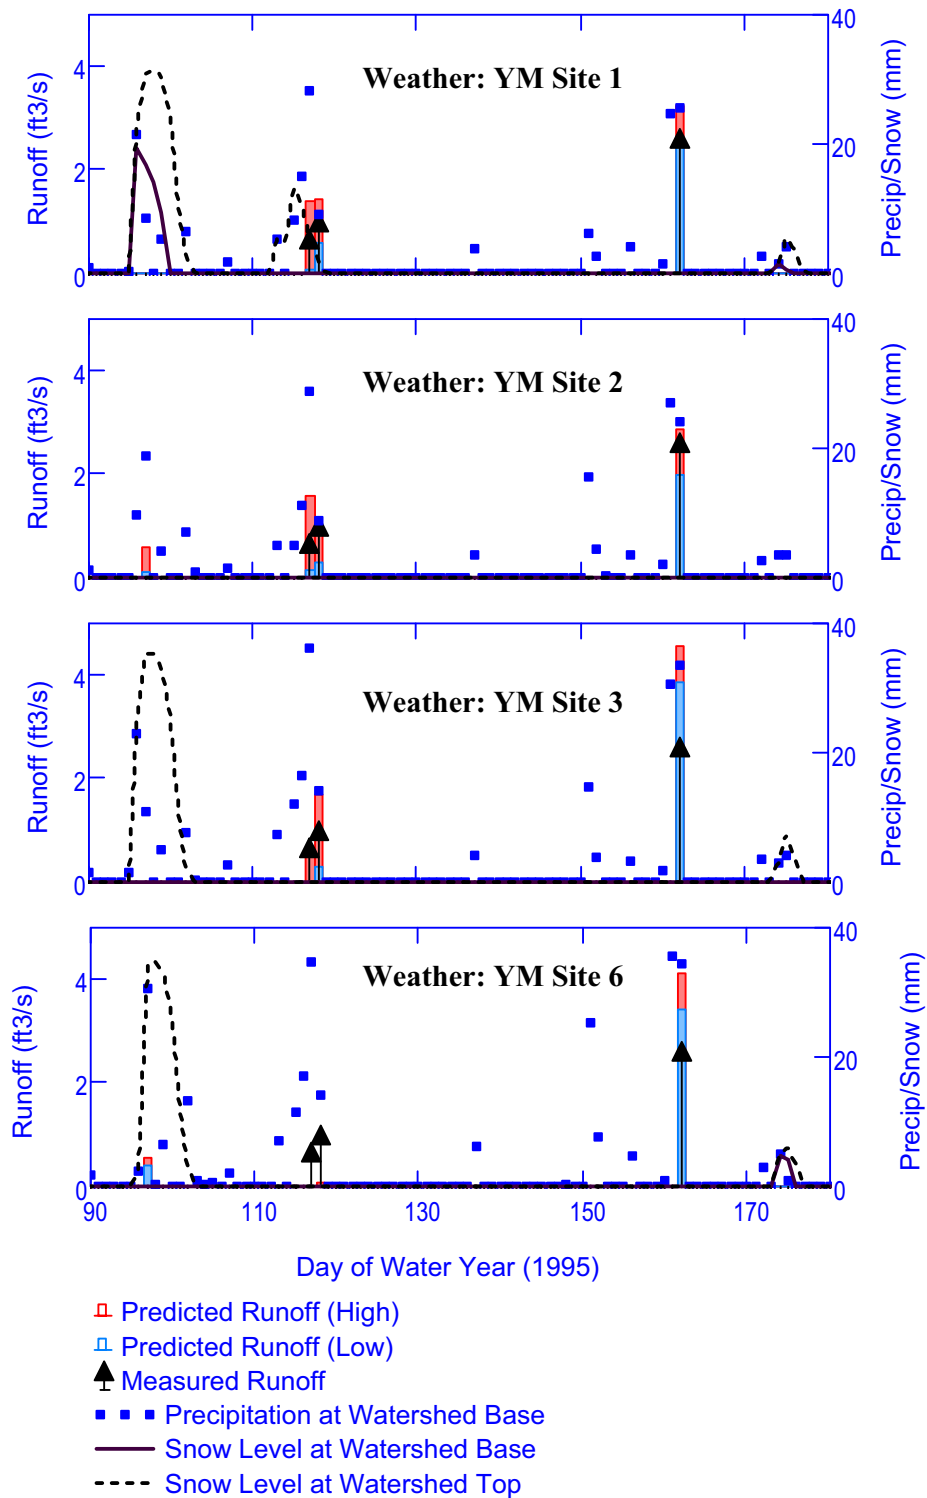 Weather: YM Site 1
Runoff (ft3/s)
Precip/Snow (mm)
4
2
0
40
20
0
Weather: YM Site 2
Runoff (ft3/s)
Precip/Snow (mm)
4
2
0
40
20
0
Weather: YM Site 3
Runoff (ft3/s)
Precip/Snow (mm)
4
2
0
40
20
0
Weather: YM Site 6
Runoff (ft3/s)
Precip/Snow (mm)
4
2
0
40
20
0
90 110 130 150 170
Day of Water Year (1995)
Predicted Runoff (High)
Predicted Runoff (Low)
Measured Runoff
Precipitation at Watershed Base
Snow Level at Watershed Base
Snow Level at Watershed Top